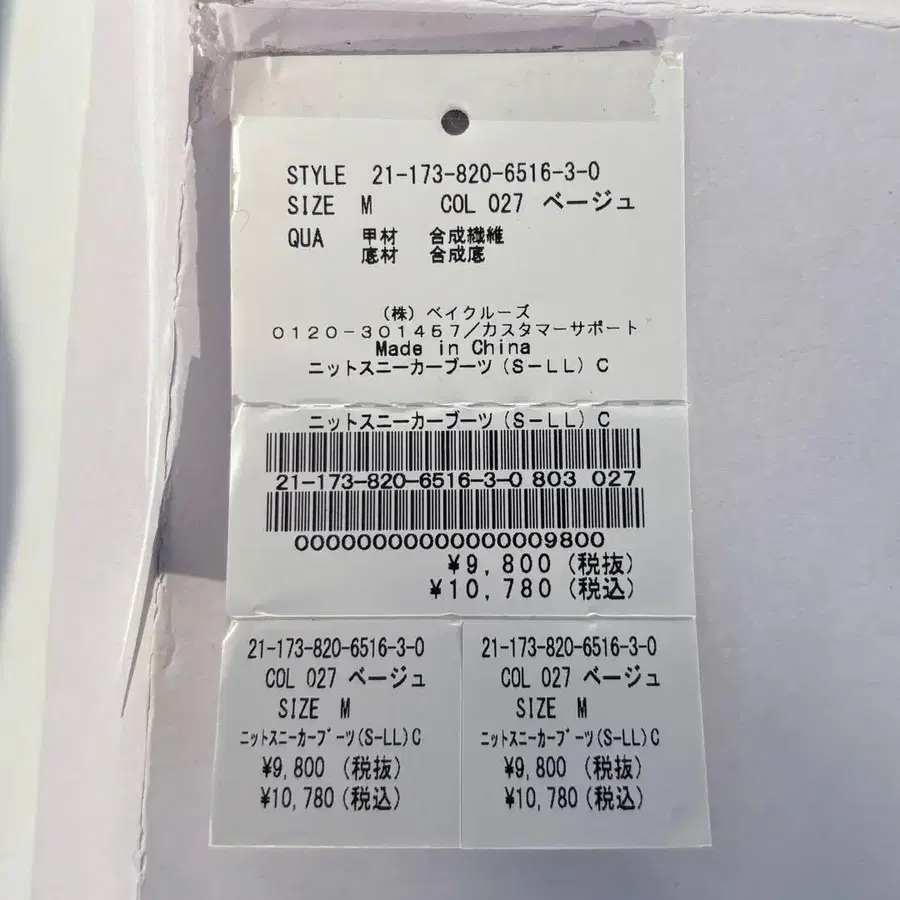 STYLE 21-173-820-6516-3-0
SIZE M COL 027 ベージュ
QUA 甲材 合成繊維
底材 合成底
（株）ベイクルーズ
0120-301457/カスタマーサポート
Made in China
ニットスニーカーブーツ（S-LL）C
ニットスニーカーブーツ（S-LL）C
21-173-820-6516-3-0 803 027
00000000000000009800
¥9,800（税抜）
¥10,780（税込）
21-173-820-6516-3-0
COL 027 ベージュ
SIZE M
ニットスニーカーブーツ(S-LL)C
¥9,800（税抜）
¥10,780（税込）
21-173-820-6516-3-0
COL 027 ベージュ
SIZE M
ニットスニーカーブーツ(S-LL)C
¥9,800（税抜）
¥10,780（税込）